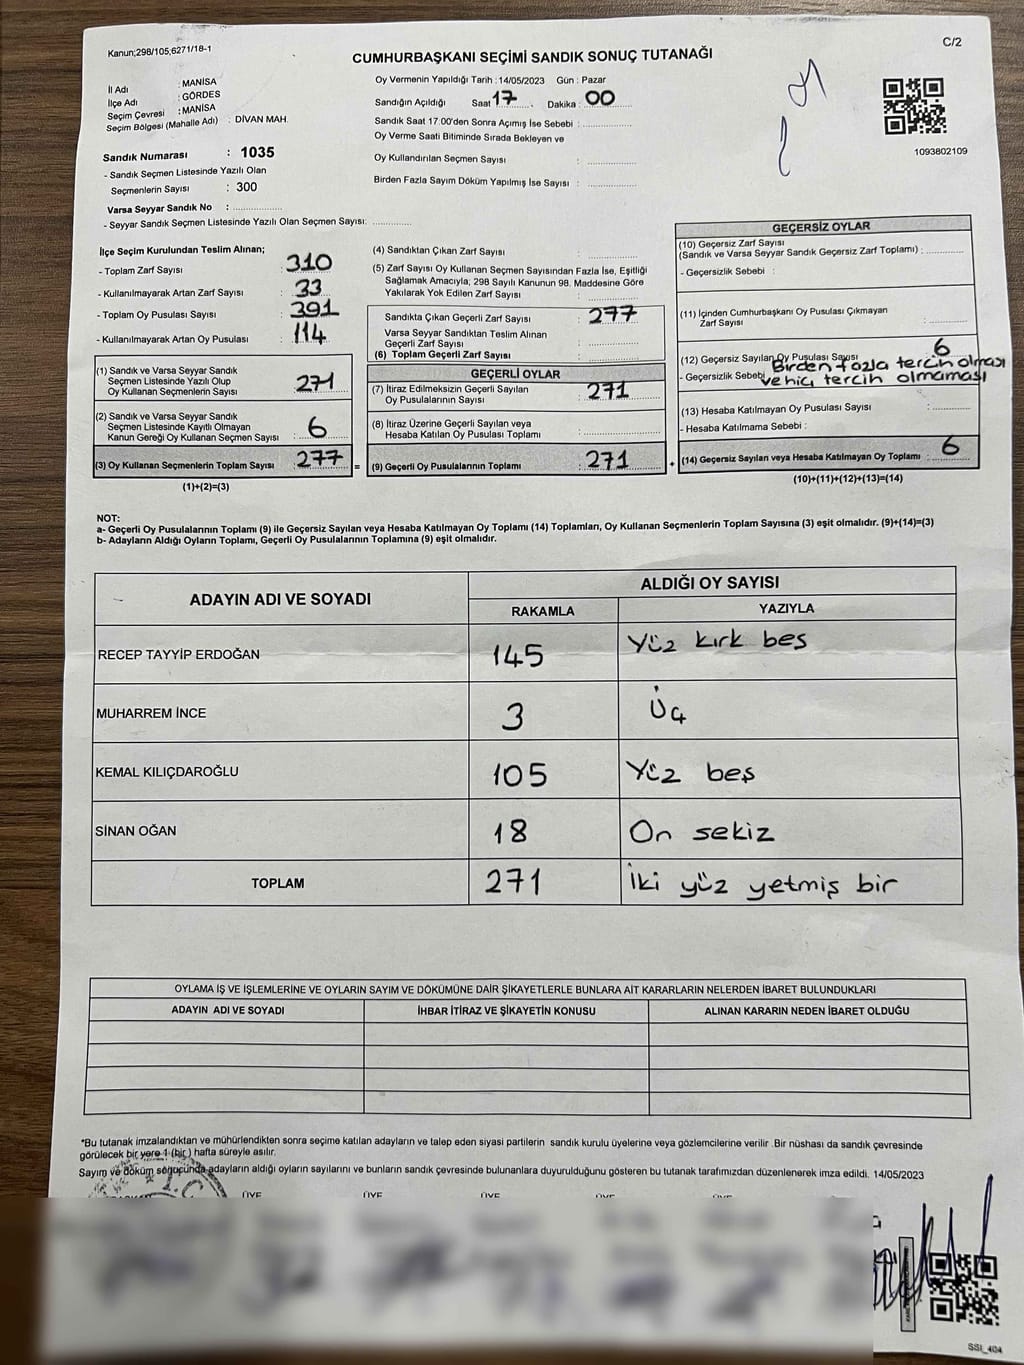 Kanun;298/105,6271/18-1
C/2
CUMHURBAŞKANI SEÇİMİ SANDIK SONUÇ TUTANAĞI
İl Adı : MANİSA
İlçe Adı : GÖRDES
Seçim Çevresi : MANİSA
Seçim Bölgesi (Mahalle Adı) : DİVAN MAH.
Sandık Numarası : 1035
- Sandık Seçmen Listesinde Yazılı Olan
Seçmenlerin Sayısı : 300
Varsa Seyyar Sandık No :
- Seyyar Sandık Seçmen Listesinde Yazılı Olan Seçmen Sayısı:
Oy Vermenin Yapıldığı Tarih : 14/05/2023 Gün : Pazar
Sandığın Açıldığı Saat 17 Dakika : 00
Sandık Saat 17:00'den Sonra Açımış İse Sebebi :
Oy Verme Saati Bitiminde Sırada Bekleyen ve
Oy Kullandırılan Seçmen Sayısı :
Birden Fazla Sayım Döküm Yapılmış İse Sayısı :
1093802109
İlçe Seçim Kurulundan Teslim Alınan;
- Toplam Zarf Sayısı : 310
- Kullanılmayarak Artan Zarf Sayısı : 33
- Toplam Oy Pusulası Sayısı : 391
- Kullanılmayarak Artan Oy Pusulası : 114
(1) Sandık ve Varsa Seyyar Sandık
Seçmen Listesinde Yazılı Olup
Oy Kullanan Seçmenlerin Sayısı : 271
(2) Sandık ve Varsa Seyyar Sandık
Seçmen Listesinde Kayıtlı Olmayan
Kanun Gereği Oy Kullanan Seçmen Sayısı : 6
(3) Oy Kullanan Seçmenlerin Toplam Sayısı : 277 =
(1)+(2)=(3)
(4) Sandıktan Çıkan Zarf Sayısı :
(5) Zarf Sayısı Oy Kullanan Seçmen Sayısından Fazla İse, Eşitliği
Sağlamak Amacıyla; 298 Sayılı Kanunun 98. Maddesine Göre
Yakılarak Yok Edilen Zarf Sayısı :
Sandıkta Çıkan Geçerli Zarf Sayısı : 277
Varsa Seyyar Sandıktan Teslim Alınan
Geçerli Zarf Sayısı :
(6) Toplam Geçerli Zarf Sayısı :
GEÇERLİ OYLAR
(7) İtiraz Edilmeksizin Geçerli Sayılan
Oy Pusulalarının Sayısı : 271
(8) İtiraz Üzerine Geçerli Sayılan veya
Hesaba Katılan Oy Pusulası Toplamı :
(9) Geçerli Oy Pusulalarının Toplamı : 271 +
GEÇERSİZ OYLAR
(10) Geçersiz Zarf Sayısı
(Sandık ve Varsa Seyyar Sandık Geçersiz Zarf Toplamı) :
- Geçersizlik Sebebi :
(11) İçinden Cumhurbaşkanı Oy Pusulası Çıkmayan
Zarf Sayısı :
(12) Geçersiz Sayılan Oy Pusulası Sayısı 6
- Geçersizlik Sebebi Birden fazla tercih olması
ve hiç tercih olmaması
(13) Hesaba Katılmayan Oy Pusulası Sayısı :
- Hesaba Katılmama Sebebi :
(14) Geçersiz Sayılan veya Hesaba Katılmayan Oy Toplamı : 6
(10)+(11)+(12)+(13)=(14)
NOT:
a- Geçerli Oy Pusulalarının Toplamı (9) ile Geçersiz Sayılan veya Hesaba Katılmayan Oy Toplamı (14) Toplamları, Oy Kullanan Seçmenlerin Toplam Sayısına (3) eşit olmalıdır. (9)+(14)=(3)
b- Adayların Aldığı Oyların Toplamı, Geçerli Oy Pusulalarının Toplamına (9) eşit olmalıdır.
ADAYIN ADI VE SOYADI
ALDIĞI OY SAYISI
RAKAMLA YAZIYLA
RECEP TAYYİP ERDOĞAN 145 Yüz kırk beş
MUHARREM İNCE 3 Üç
KEMAL KILIÇDAROĞLU 105 Yüz beş
SİNAN OĞAN 18 On sekiz
TOPLAM 271 İki yüz yetmiş bir
OYLAMA İŞ VE İŞLEMLERİNE VE OYLARIN SAYIM VE DÖKÜMÜNE DAİR ŞİKAYETLERLE BUNLARA AİT KARARLARIN NELERDEN İBARET BULUNDUKLARI
ADAYIN ADI VE SOYADI İHBAR İTİRAZ VE ŞİKAYETİN KONUSU ALINAN KARARIN NEDEN İBARET OLDUĞU
*Bu tutanak imzalandıktan ve mühürlendikten sonra seçime katılan adayların ve talep eden siyasi partilerin sandık kurulu üyelerine veya gözlemcilerine verilir .Bir nüshası da sandık çevresinde
görülecek bir yere 1 (bir ) hafta süreyle asılır.
Sayım ve döküm sonucunda adayların aldığı oyların sayılarını ve bunların sandık çevresinde bulunanlara duyurulduğunu gösteren bu tutanak tarafımızdan düzenlenerek imza edildi. 14/05/2023
T.C.
ÜYE ÜYE ÜYE ÜYE ÜYE
SSI_404